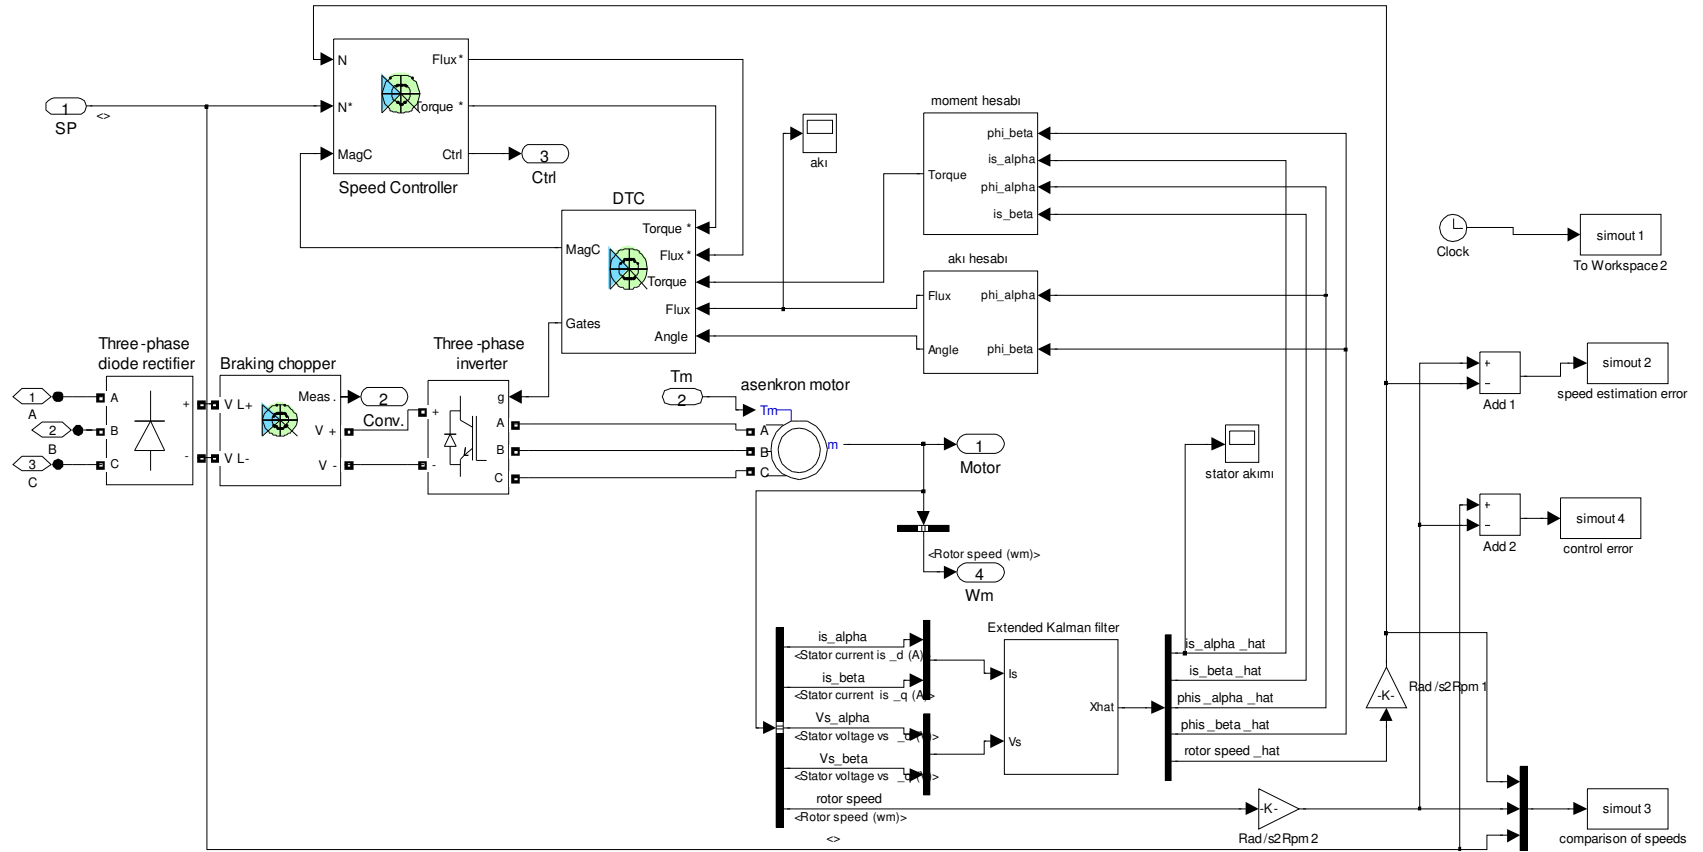 N
Flux *
N*
Torque *
MagC
Ctrl
Speed Controller
1
SP
<>
3
Ctrl
akı
moment hesabı
phi_beta
is_alpha
Torque
phi_alpha
is_beta
DTC
Torque *
MagC
Flux *
Torque
Flux
Gates
Angle
akı hesabı
Flux
phi_alpha
Angle
phi_beta
Clock
simout 1
To Workspace 2
Three -phase
diode rectifier
A
B
C
+
-
1
A
2
B
3
C
Braking chopper
V L+
Meas .
V +
V L-
V -
2
Conv.
Three -phase
inverter
g
+
A
B
-
C
Tm
2
asenkron motor
Tm
A
B
C
m
1
Motor
<Rotor speed (wm)>
4
Wm
stator akımı
+
−
Add 1
simout 2
speed estimation error
+
−
Add 2
simout 4
control error
is_alpha
<Stator current is _d (A)>
is_beta
<Stator current is _q (A)>
Vs_alpha
<Stator voltage vs
Vs_beta
<Stator voltage vs
rotor speed
<Rotor speed (wm)>
<>
Extended Kalman filter
Is
Xhat
Vs
is_alpha _hat
is_beta _hat
phis _alpha _hat
phis _beta _hat
rotor speed _hat
-K-
Rad /s2Rpm 1
-K-
Rad /s2Rpm 2
simout 3
comparison of speeds